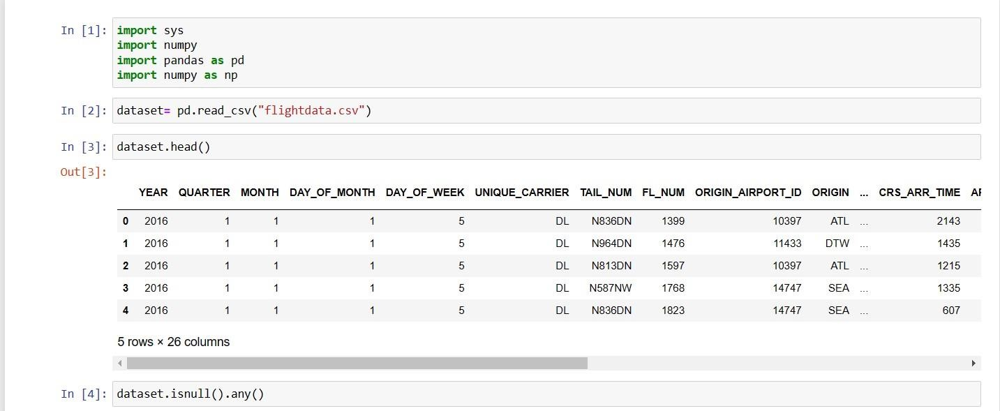 In [1]: import sys
import numpy
import pandas as pd
import numpy as np
In [2]: dataset= pd.read_csv("flightdata.csv")
In [3]: dataset.head()
Out[3]:
YEAR QUARTER MONTH DAY_OF_MONTH DAY_OF_WEEK UNIQUE_CARRIER TAIL_NUM FL_NUM ORIGIN_AIRPORT_ID ORIGIN ... CRS_ARR_TIME
0 2016 1 1 1 5 DL N836DN 1399 10397 ATL ... 2143
1 2016 1 1 1 5 DL N964DN 1476 11433 DTW ... 1435
2 2016 1 1 1 5 DL N813DN 1597 10397 ATL ... 1215
3 2016 1 1 1 5 DL N587NW 1768 14747 SEA ... 1335
4 2016 1 1 1 5 DL N836DN 1823 14747 SEA ... 607
5 rows × 26 columns
In [4]: dataset.isnull().any()